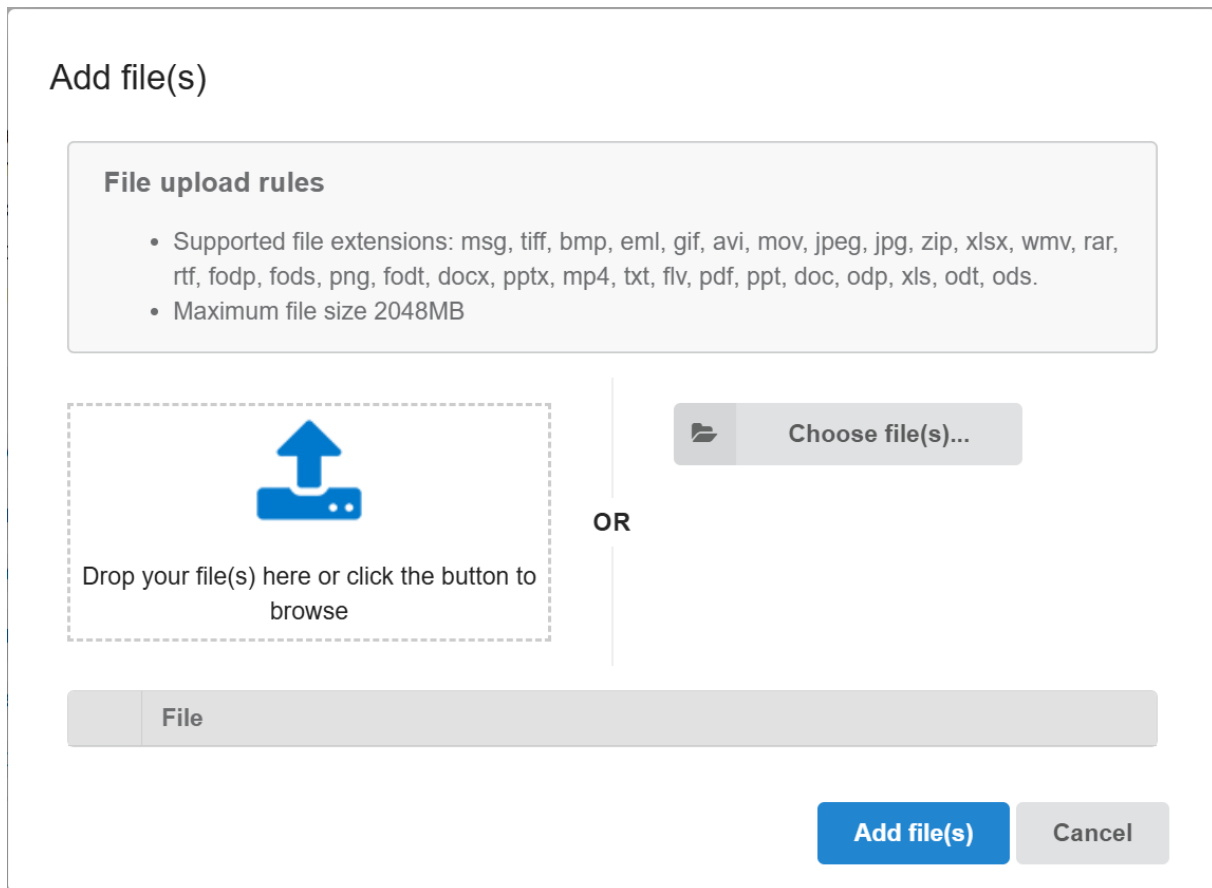 Add file(s)
File upload rules
• Supported file extensions: msg, tiff, bmp, eml, gif, avi, mov, jpeg, jpg, zip, xlsx, wmv, rar,
rtf, fodp, fods, png, fodt, docx, pptx, mp4, txt, flv, pdf, ppt, doc, odp, xls, odt, ods.
• Maximum file size 2048MB
Drop your file(s) here or click the button to
browse
OR
Choose file(s)...
File
Add file(s)
Cancel